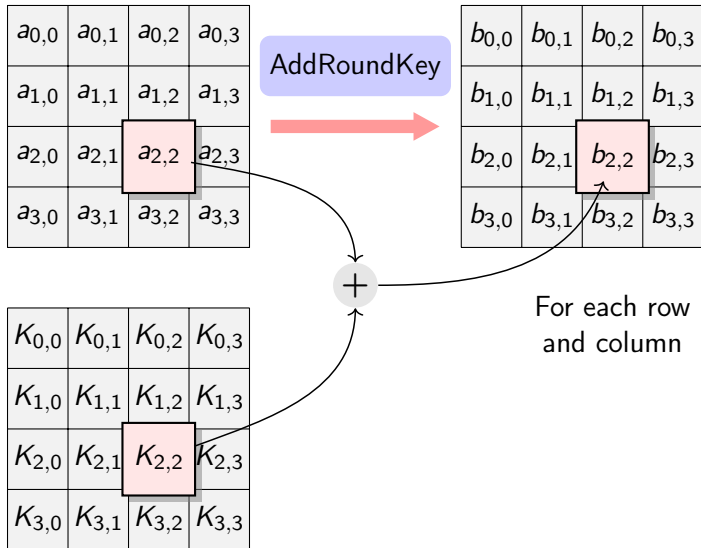 a0,0 a0,1 a0,2 a0,3
a1,0 a1,1 a1,2 a1,3
a2,0 a2,1 a2,2 a2,3
a3,0 a3,1 a3,2 a3,3
AddRoundKey
b0,0 b0,1 b0,2 b0,3
b1,0 b1,1 b1,2 b1,3
b2,0 b2,1 b2,2 b2,3
b3,0 b3,1 b3,2 b3,3
+
For each row
and column
K0,0 K0,1 K0,2 K0,3
K1,0 K1,1 K1,2 K1,3
K2,0 K2,1 K2,2 K2,3
K3,0 K3,1 K3,2 K3,3